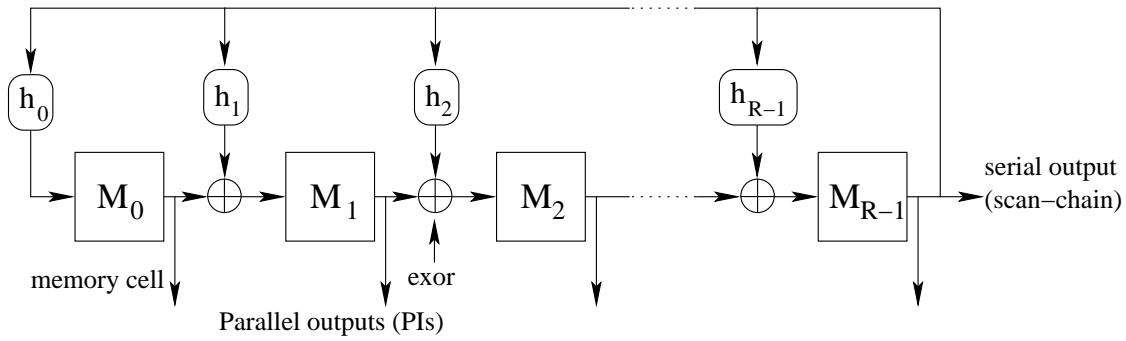 h0
h1
h2
hR−1
M0
M1
M2
MR−1
serial output
(scan−chain)
memory cell
exor
Parallel outputs (PIs)